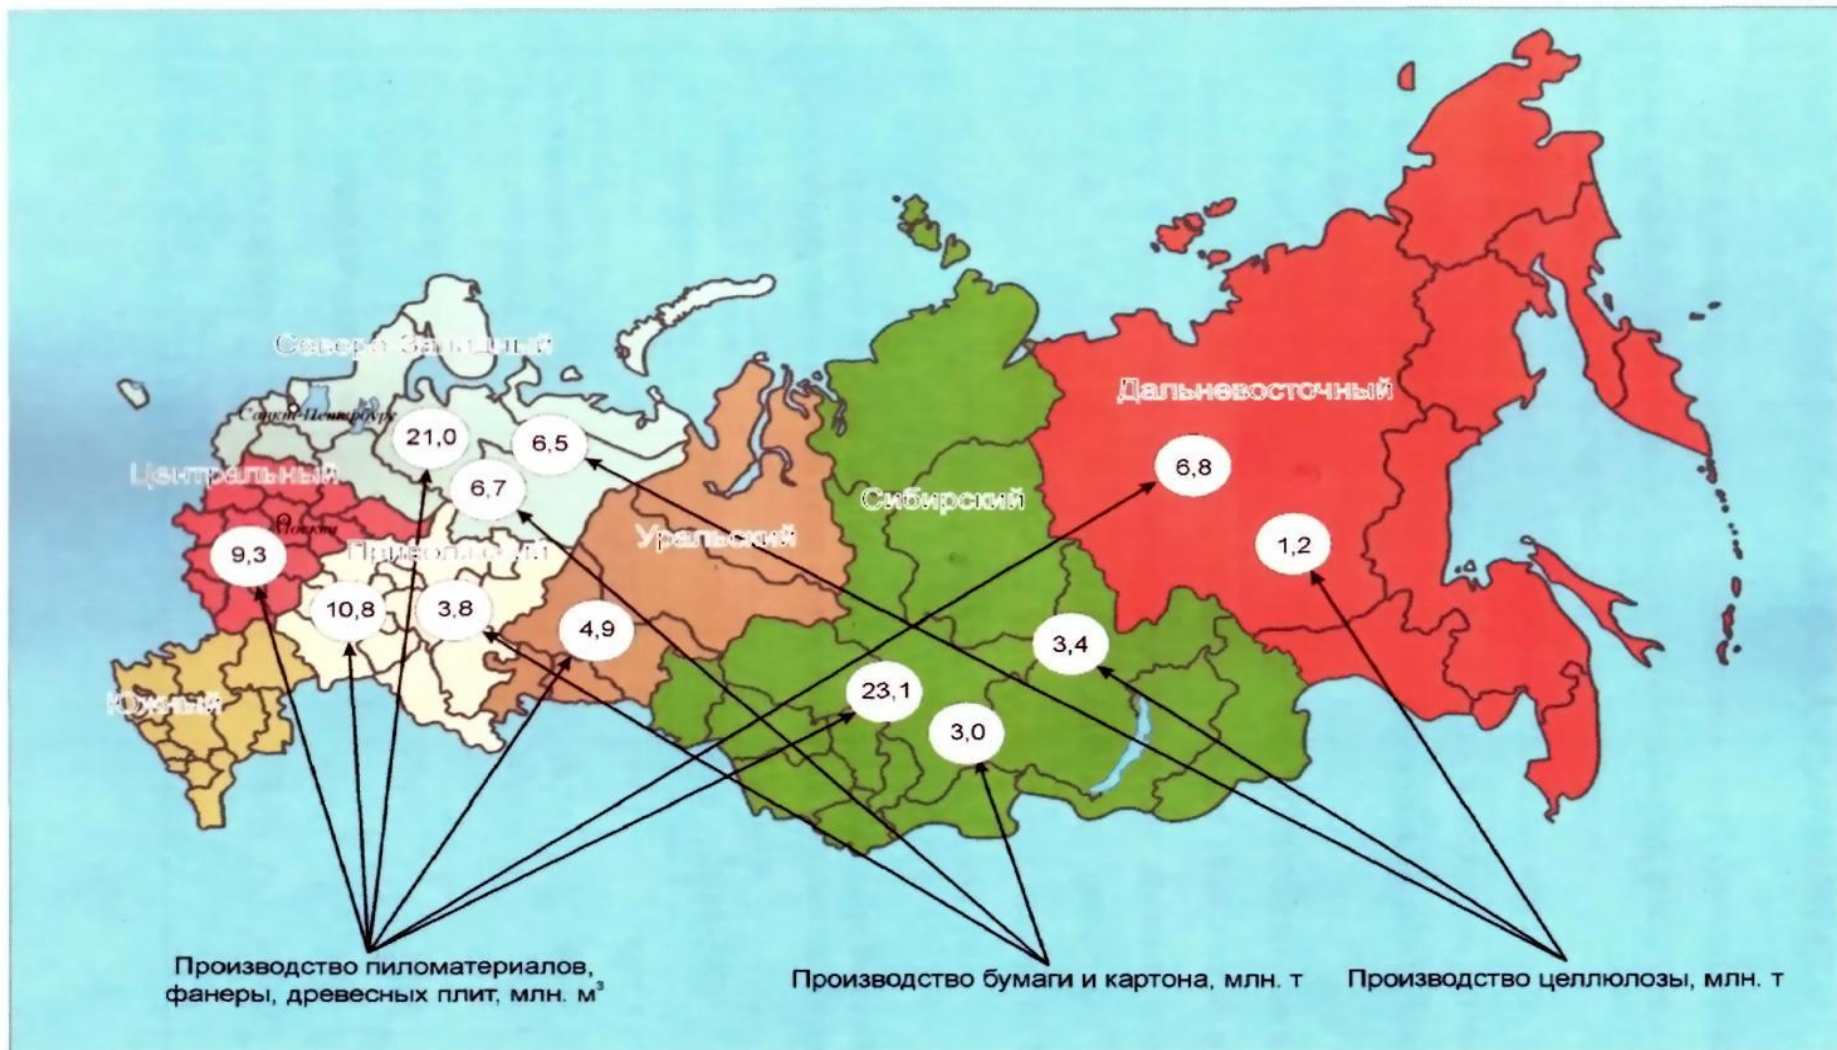 Северо-Западный
Дальневосточный
Санкт-Петербург
21,0
6,5
6,8
Центральный
6,7
Сибирский
Москва
Уральский
9,3
Приволжский
1,2
10,8
3,8
4,9
3,4
Южный
23,1
3,0
Производство пиломатериалов,
фанеры, древесных плит, млн. м³
Производство бумаги и картона, млн. т
Производство целлюлозы, млн. т